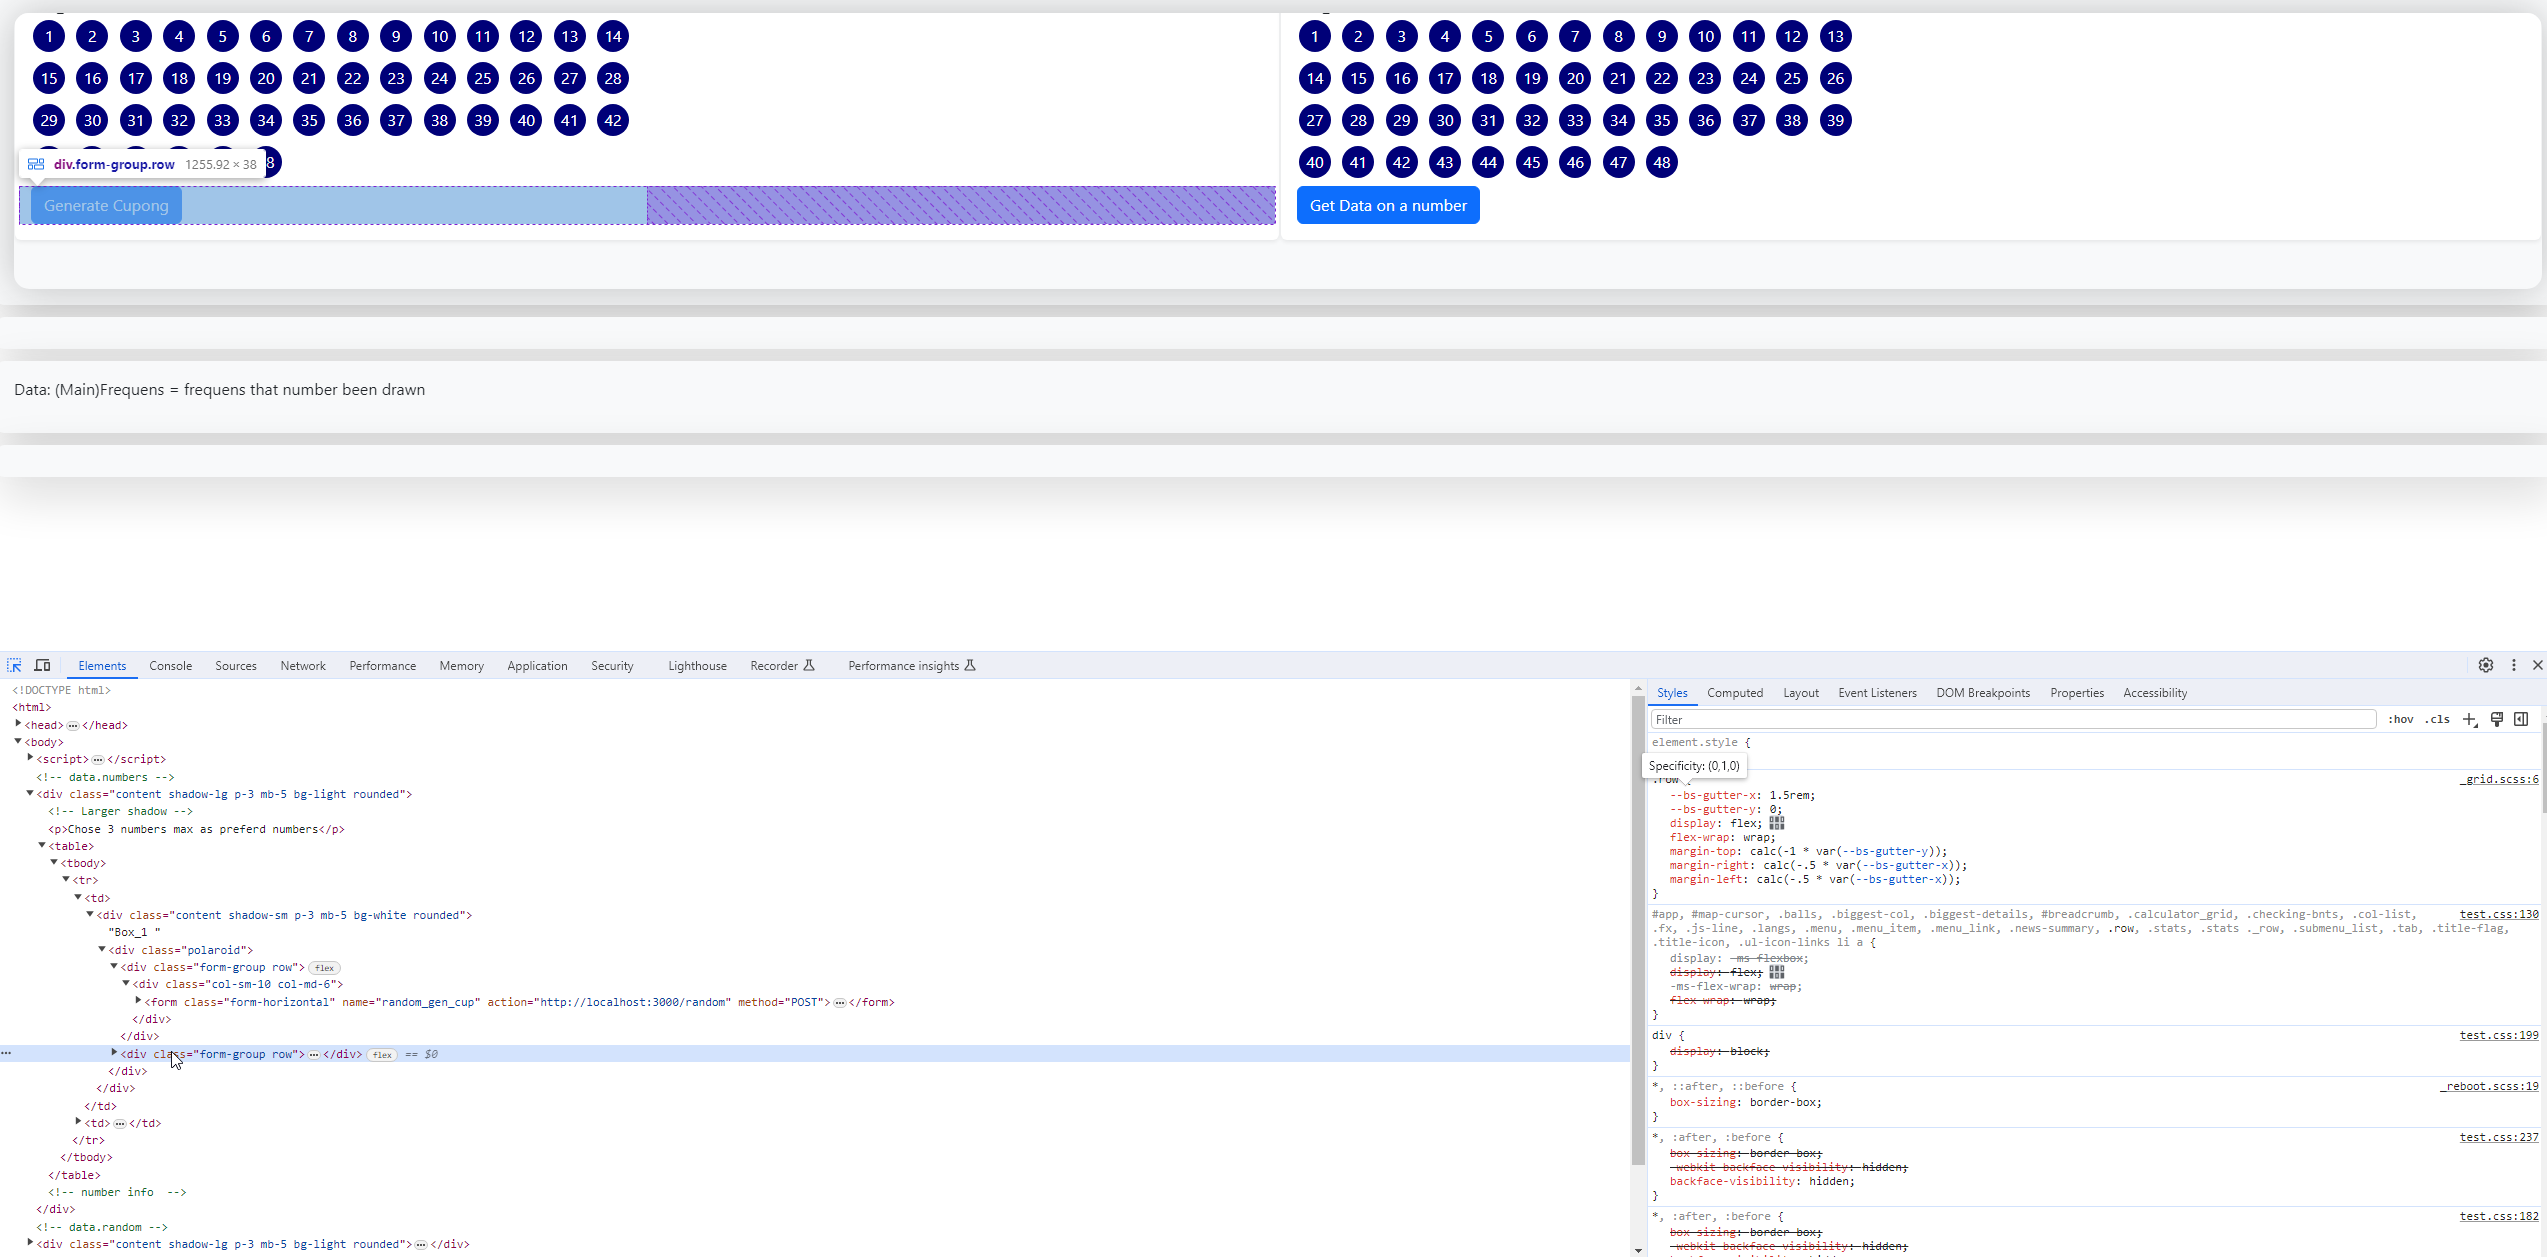 1 2 3 4 5 6 7 8 9 10 11 12 13 14
15 16 17 18 19 20 21 22 23 24 25 26 27 28
29 30 31 32 33 34 35 36 37 38 39 40 41 42
div.form-group.row 1255.92 × 38 8
Generate Cupong
1 2 3 4 5 6 7 8 9 10 11 12 13
14 15 16 17 18 19 20 21 22 23 24 25 26
27 28 29 30 31 32 33 34 35 36 37 38 39
40 41 42 43 44 45 46 47 48
Get Data on a number
Data: (Main)Frequens = frequens that number been drawn
Elements Console Sources Network Performance Memory Application Security Lighthouse Recorder Performance insights
<!DOCTYPE html>
<html>
<head>…</head>
<body>
<script>…</script>
<!-- data.numbers -->
<div class="content shadow-lg p-3 mb-5 bg-light rounded">
<!-- Larger shadow -->
<p>Chose 3 numbers max as preferd numbers</p>
<table>
<tbody>
<tr>
<td>
<div class="content shadow-sm p-3 mb-5 bg-white rounded">
"Box_1 "
<div class="polaroid">
<div class="form-group row"> flex
<div class="col-sm-10 col-md-6">
<form class="form-horizontal" name="random_gen_cup" action="http://localhost:3000/random" method="POST">…</form>
</div>
</div>
<div class="form-group row">…</div> flex == $0
</div>
</div>
</td>
<td>…</td>
</tr>
</tbody>
</table>
<!-- number info -->
</div>
<!-- data.random -->
<div class="content shadow-lg p-3 mb-5 bg-light rounded">…</div>
Styles Computed Layout Event Listeners DOM Breakpoints Properties Accessibility
Filter :hov .cls
element.style {
Specificity: (0,1,0)
.row { _grid.scss:6
--bs-gutter-x: 1.5rem;
--bs-gutter-y: 0;
display: flex;
flex-wrap: wrap;
margin-top: calc(-1 * var(--bs-gutter-y));
margin-right: calc(-.5 * var(--bs-gutter-x));
margin-left: calc(-.5 * var(--bs-gutter-x));
}
#app, #map-cursor, .balls, .biggest-col, .biggest-details, #breadcrumb, .calculator_grid, .checking-bnts, .col-list, test.css:130
.fx, .js-line, .langs, .menu, .menu_item, .menu_link, .news-summary, .row, .stats, .stats ._row, .submenu_list, .tab, .title-flag,
.title-icon, .ul-icon-links li a {
display: -ms-flexbox;
display: flex;
-ms-flex-wrap: wrap;
flex-wrap: wrap;
}
div { test.css:199
display: block;
}
*, ::after, ::before { _reboot.scss:19
box-sizing: border-box;
}
*, :after, :before { test.css:237
box-sizing: border-box;
-webkit-backface-visibility: hidden;
backface-visibility: hidden;
}
*, :after, :before { test.css:182
box-sizing: border-box;
-webkit-backface-visibility: hidden;